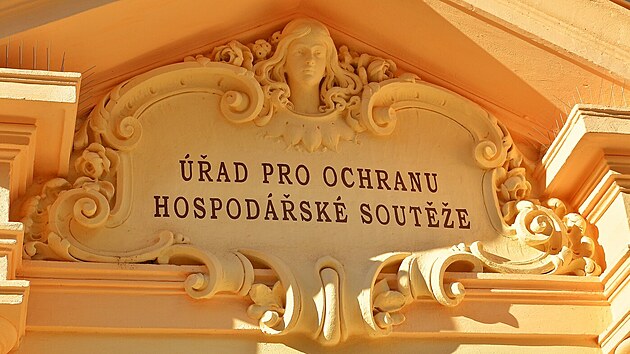 ÚŘAD PRO OCHRANU
HOSPODÁŘSKÉ SOUTĚŽE